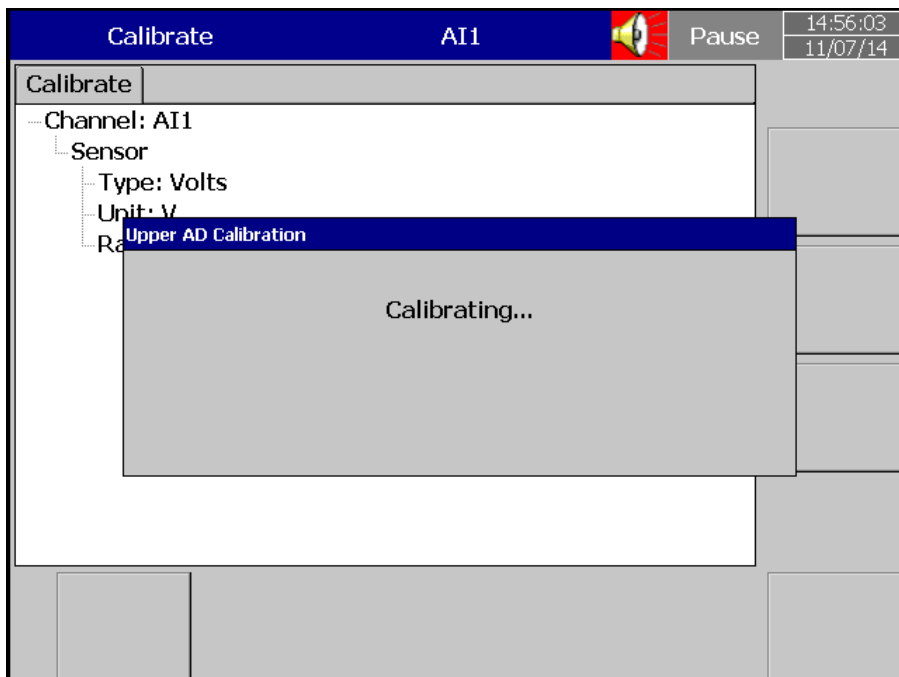 Calibrate AI1 Pause 14:56:03
11/07/14
Calibrate
Channel: AI1
Sensor
Type: Volts
Unit: V
Ra
Upper AD Calibration
Calibrating...